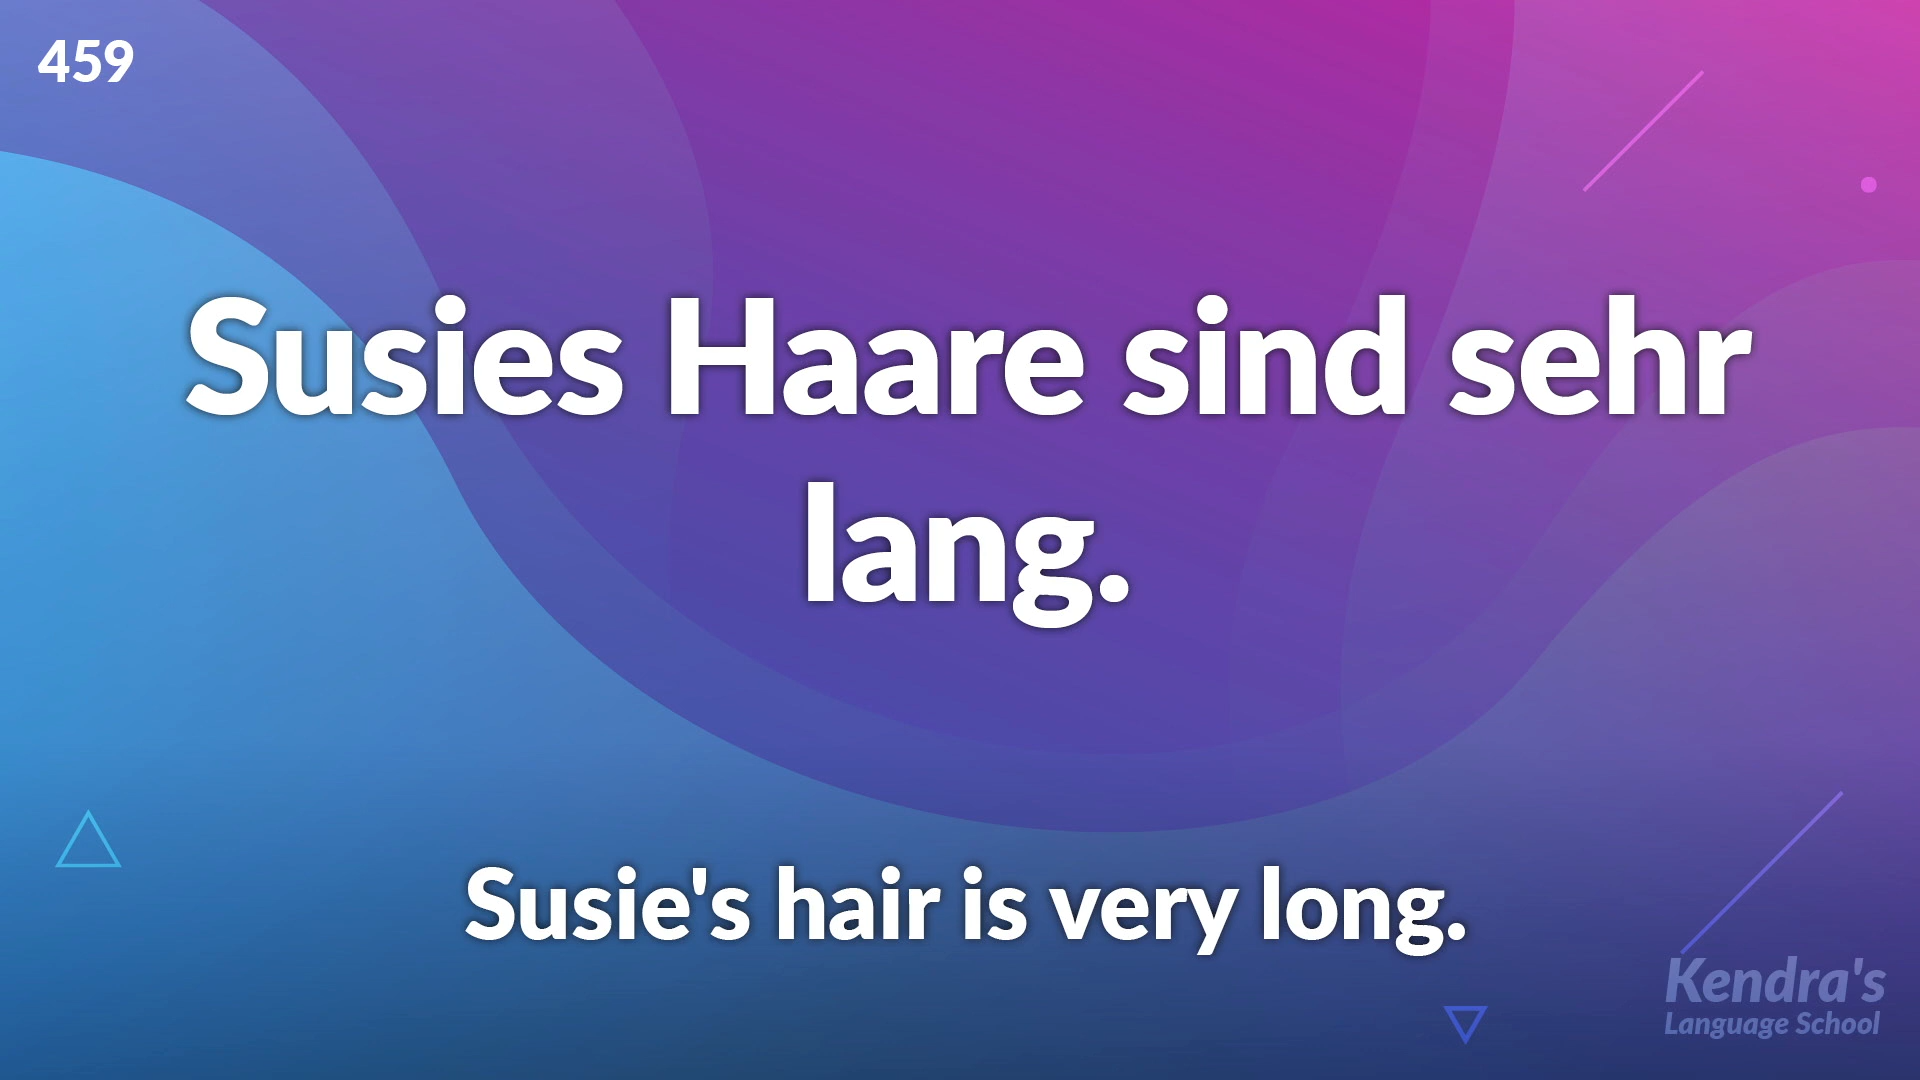 459
Susies Haare sind sehr
lang.
Susie's hair is very long.
Kendra's
Language School